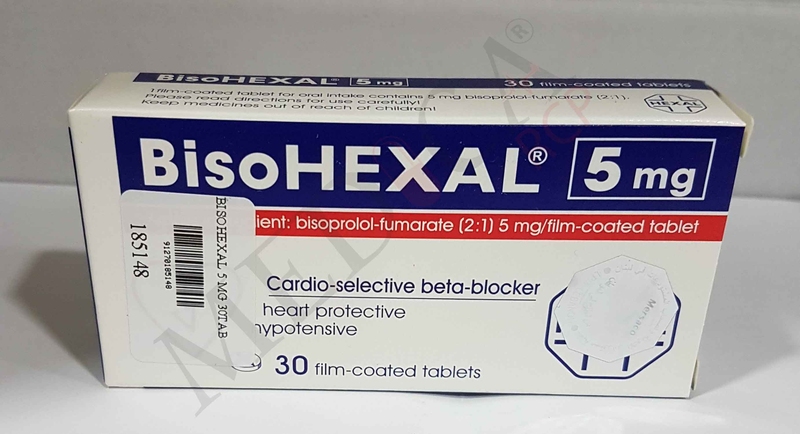 BisoHEXAL® 5 mg 30 film-coated tablets
1 film-coated tablet for oral intake contains 5 mg bisoprolol-fumarate (2:1).
Please read directions for use carefully!
Keep medicines out of reach of children!
HEXAL
BisoHEXAL® 5 mg
ient: bisoprolol-fumarate (2:1) 5 mg/film-coated tablet
Cardio-selective beta-blocker
heart protective
hypotensive
30 film-coated tablets
BISOHEXAL 5 MG 30TAB
91270185148
185148
Mersaco